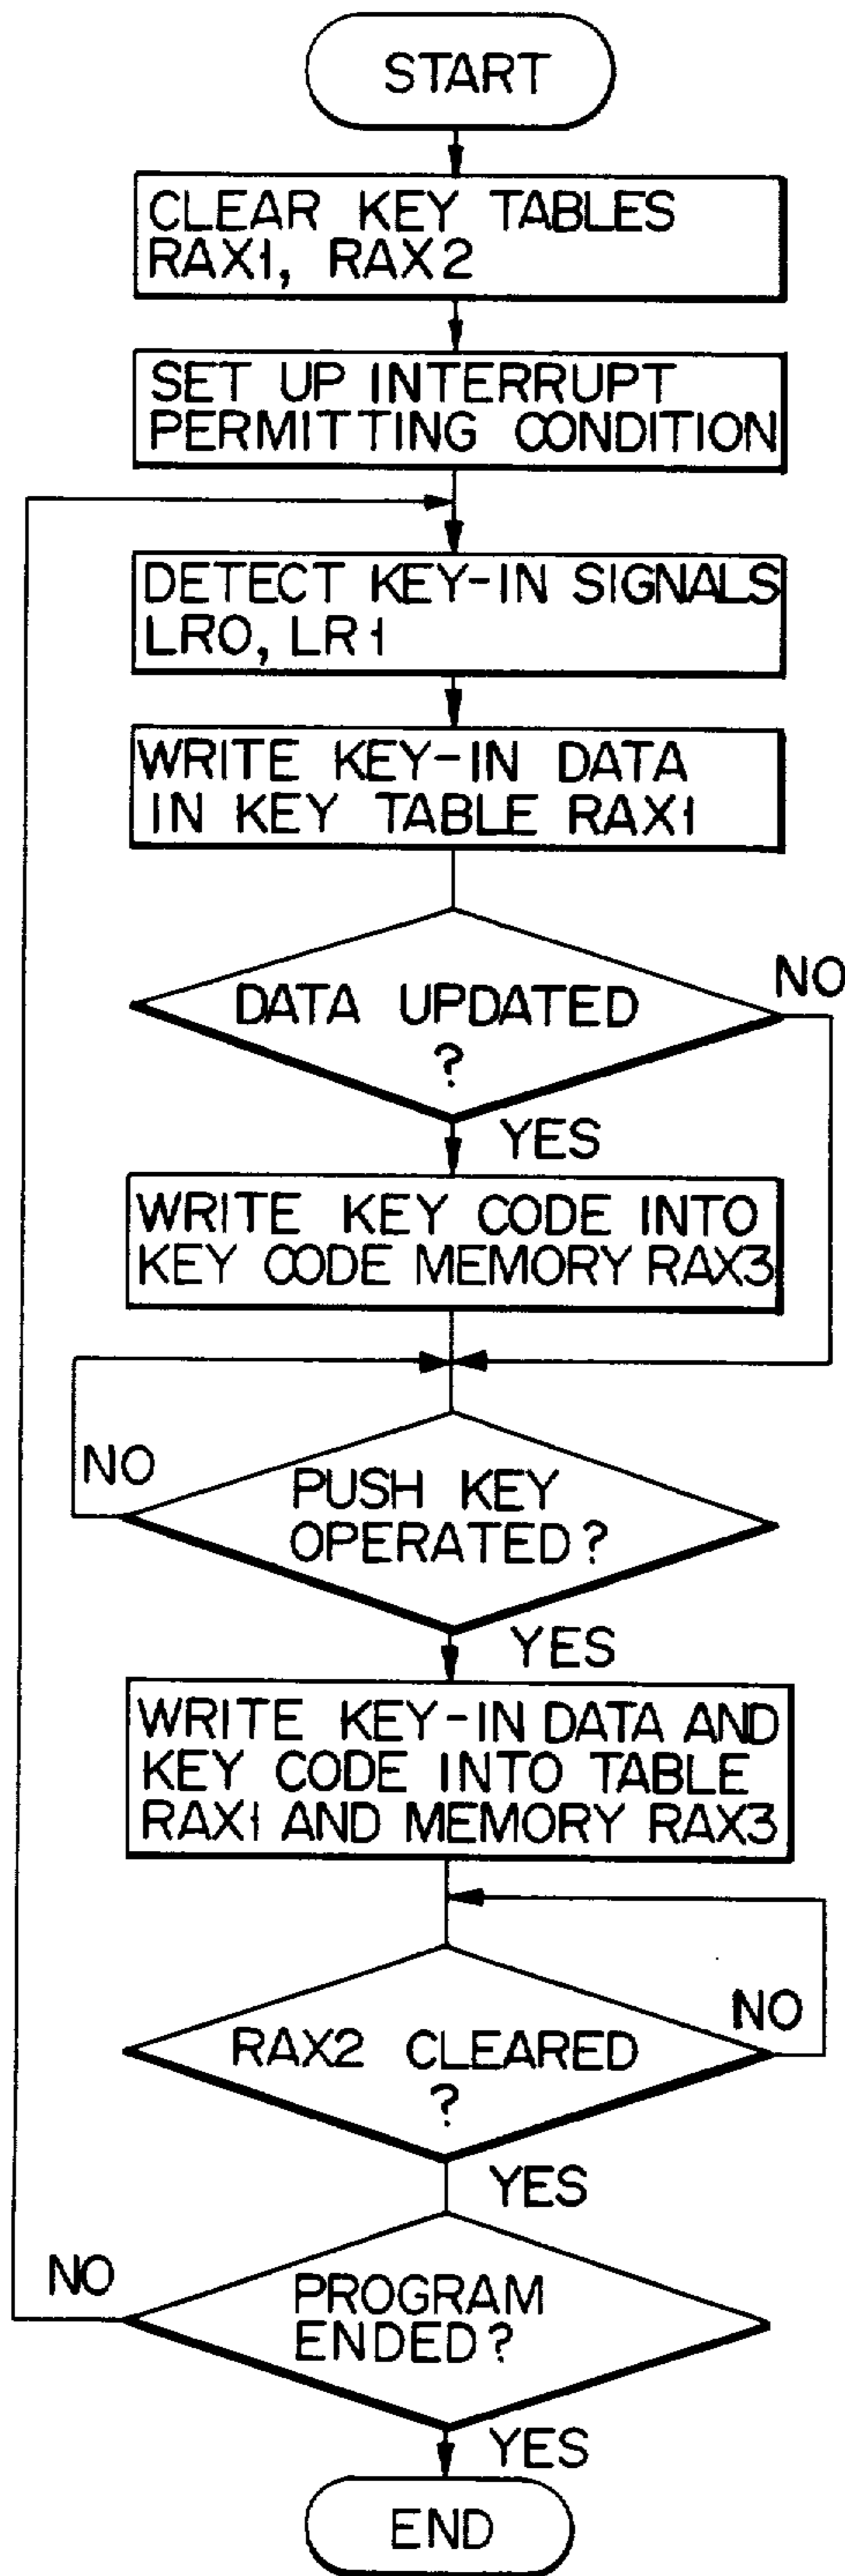 START
CLEAR KEY TABLES
RAX1, RAX2
SET UP INTERRUPT
PERMITTING CONDITION
DETECT KEY-IN SIGNALS
LR0, LR1
WRITE KEY-IN DATA
IN KEY TABLE RAX1
NO
DATA UPDATED
?
YES
WRITE KEY CODE INTO
KEY CODE MEMORY RAX3
NO
PUSH KEY
OPERATED?
YES
WRITE KEY-IN DATA AND
KEY CODE INTO TABLE
RAX1 AND MEMORY RAX3
NO
RAX2 CLEARED
?
YES
NO
PROGRAM
ENDED?
YES
END